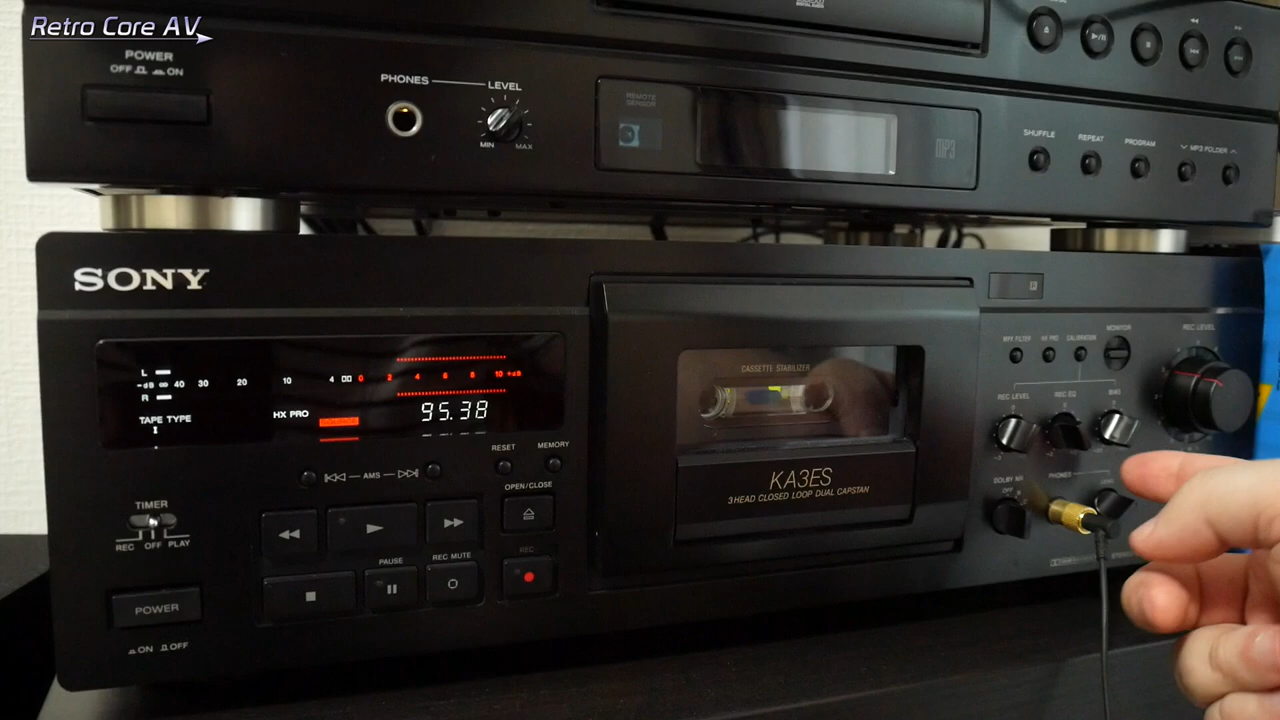 Retro Core AV
POWER
OFF ON
PHONES LEVEL
MIN MAX
REMOTE
SENSOR
MP3
SHUFFLE REPEAT PROGRAM MP3 FOLDER
SONY
L
-dB ∞ 40 30 20 10 4 0 2 4 6 8 10 +dB
R
TAPE TYPE
I
HX PRO
SOURCE
95.38
RESET MEMORY
AMS
OPEN/CLOSE
TIMER
REC OFF PLAY
PAUSE REC MUTE REC
POWER
ON OFF
CASSETTE STABILIZER
KA3ES
3 HEAD CLOSED LOOP DUAL CAPSTAN
MPX FILTER HX PRO CALIBRATION MONITOR
REC LEVEL
REC LEVEL REC EQ BIAS
DOLBY NR
OFF
PHONES LEVEL